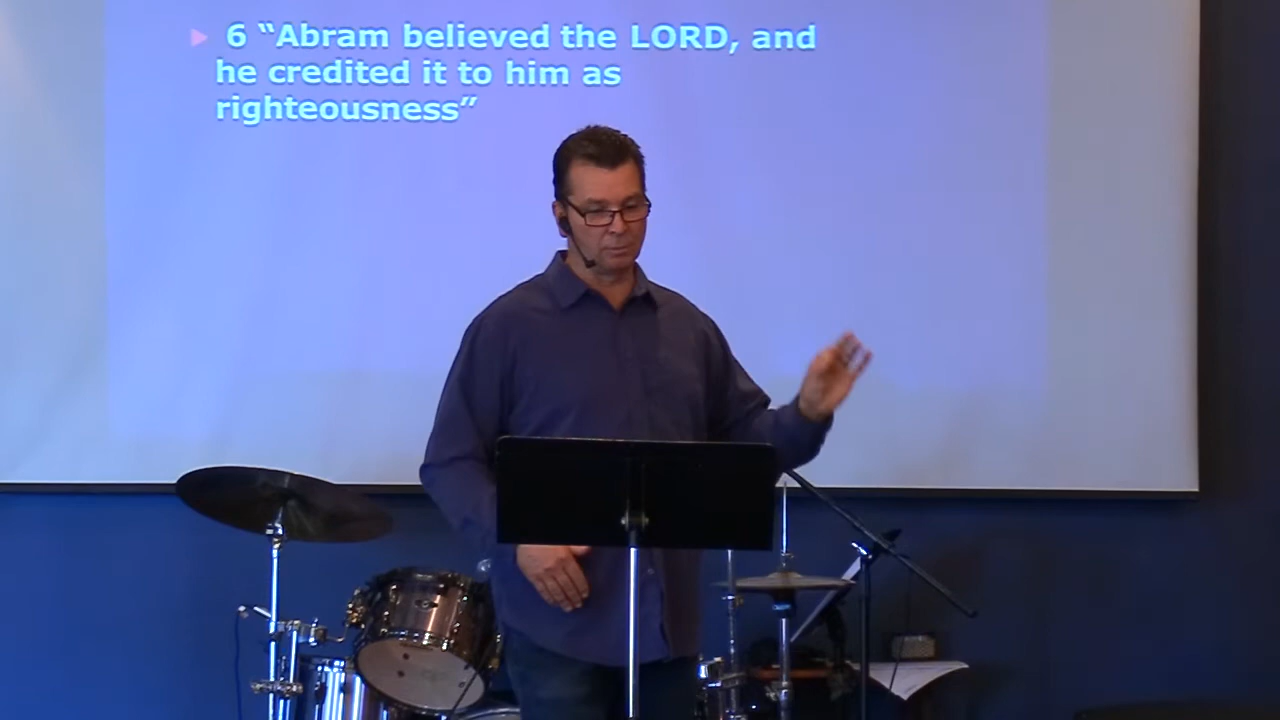 6 “Abram believed the LORD, and
he credited it to him as
righteousness”